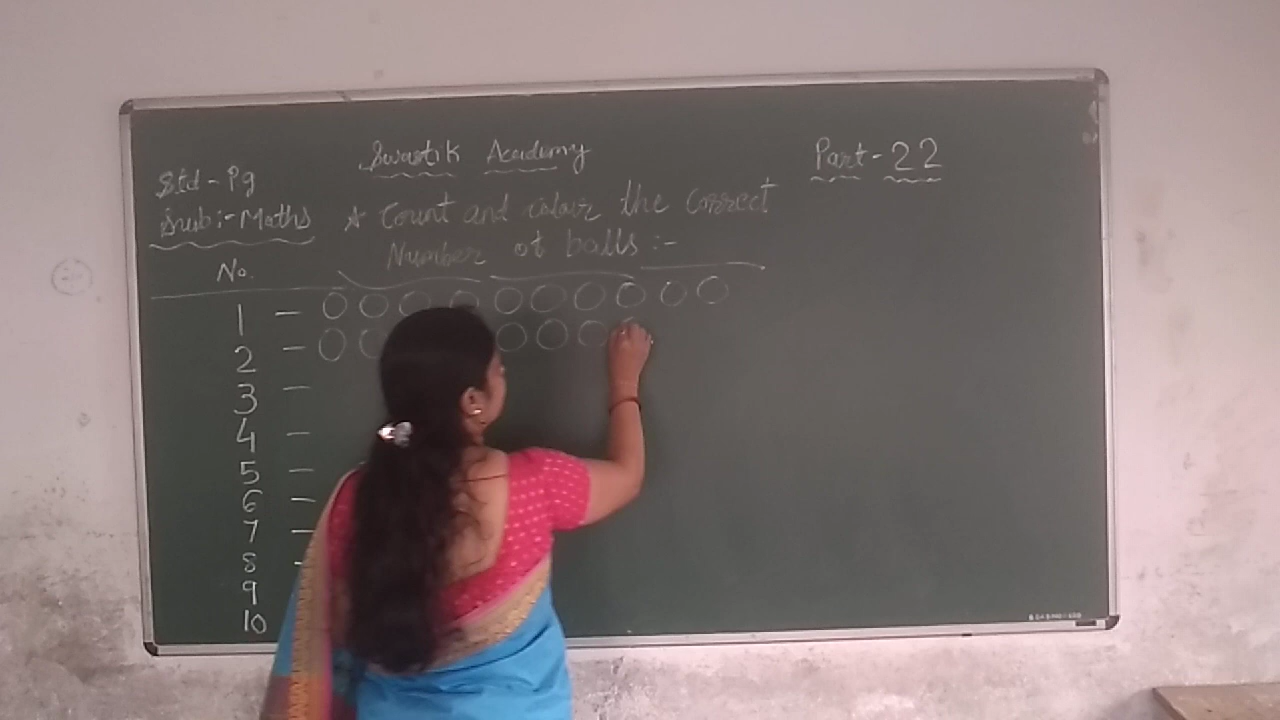 Swastik Academy
Part-22
Std - Pg
Sub:- Maths
* Count and colour the correct
Number of balls :-
No.
1 -
2 -
3 -
4 -
5 -
6 -
7 -
8 -
9
10